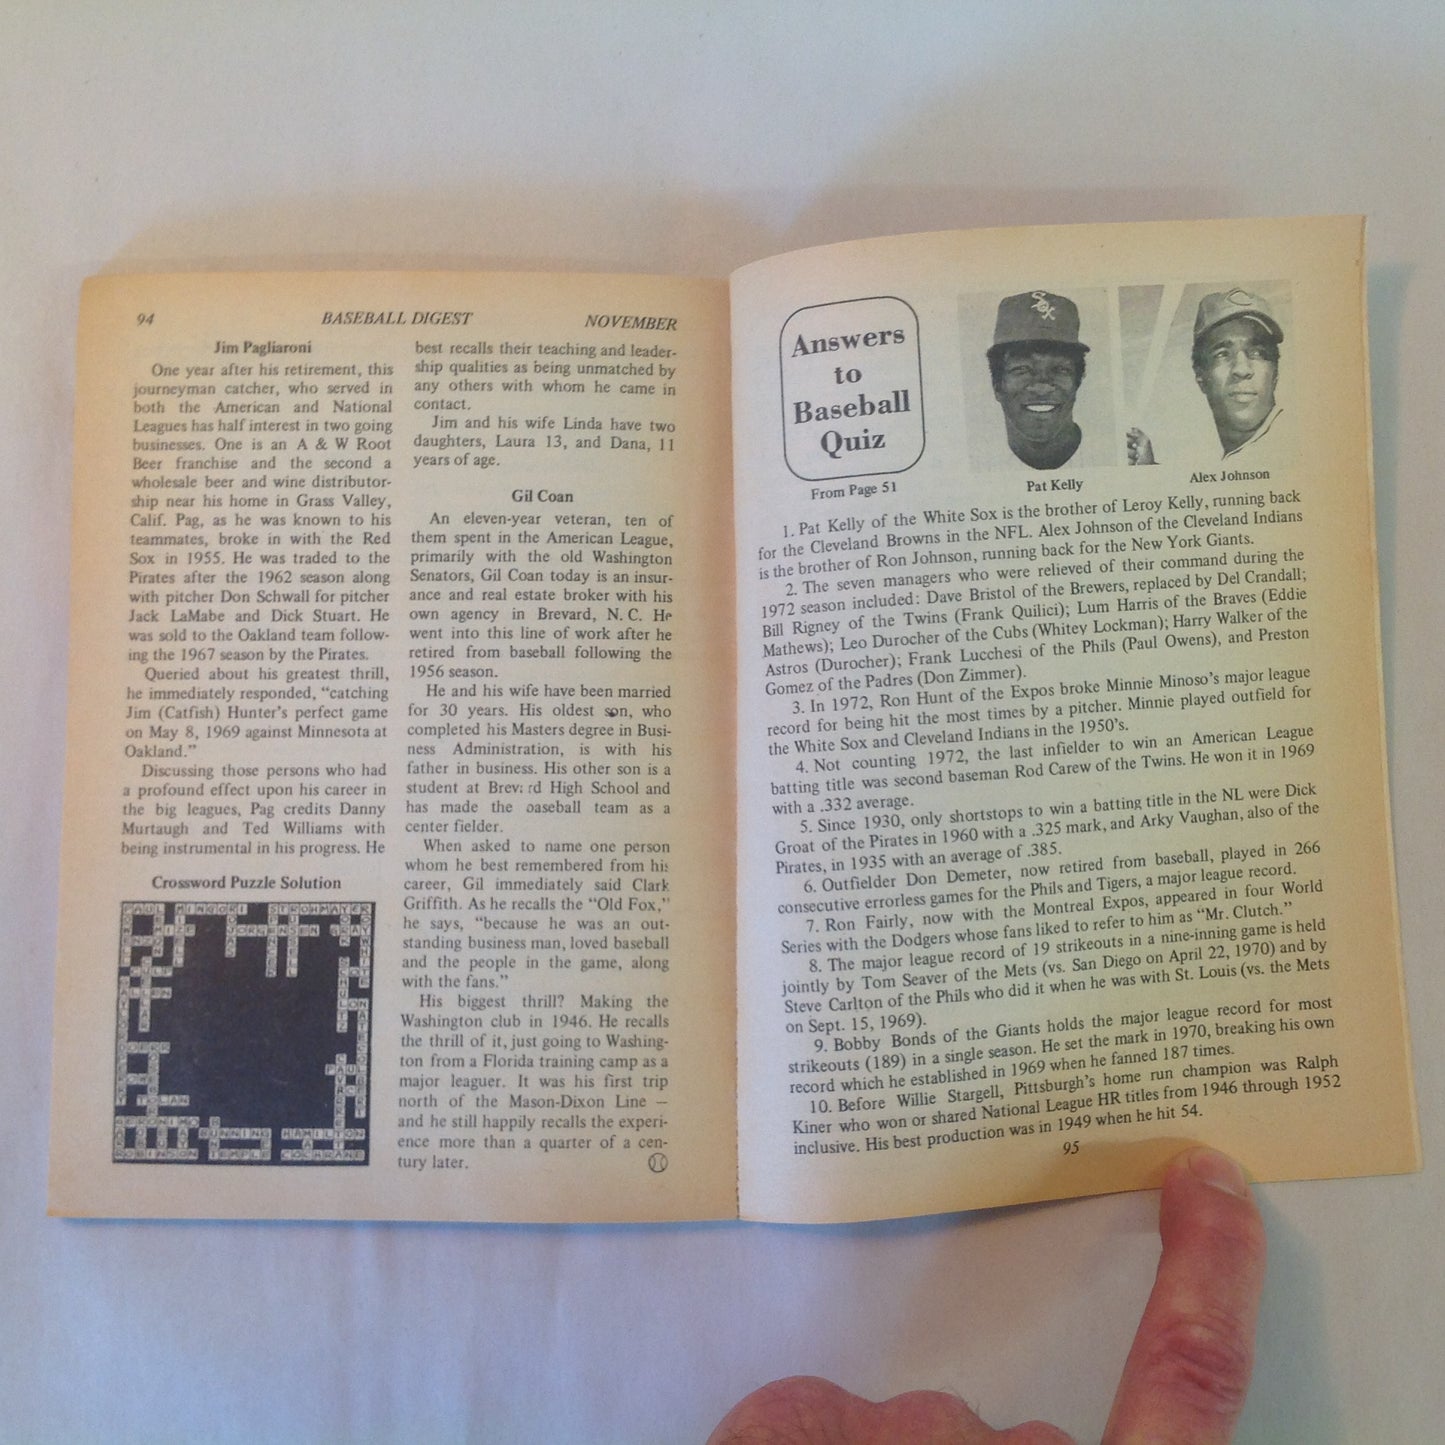 94
BASEBALL DIGEST
NOVEMBER
Jim Pagliaroni
One year after his retirement, this
journeyman catcher, who served in
both the American and National
Leagues has half interest in two going
businesses. One is an A & W Root
Beer franchise and the second a
wholesale beer and wine distributor-
ship near his home in Grass Valley,
Calif. Pag, as he was known to his
teammates, broke in with the Red
Sox in 1955. He was traded to the
Pirates after the 1962 season along
with pitcher Don Schwall for pitcher
Jack LaMabe and Dick Stuart. He
was sold to the Oakland team follow-
ing the 1967 season by the Pirates.
Queried about his greatest thrill,
he immediately responded, “catching
Jim (Catfish) Hunter's perfect game
on May 8, 1969 against Minnesota at
Oakland.”
Discussing those persons who had
a profound effect upon his career in
the big leagues, Pag credits Danny
Murtaugh and Ted Williams with
being instrumental in his progress. He
Crossword Puzzle Solution
PAUL MINGORI STROHMAYER
JORGENSEN GRAY
CULP
ALLEN
TOLAN
GERONIMO BUNNING HAMILTON
ROBINSON TEMPLE COCHRANE
best recalls their teaching and leader-
ship qualities as being unmatched by
any others with whom he came in
contact.
Jim and his wife Linda have two
daughters, Laura 13, and Dana, 11
years of age.
Gil Coan
An eleven-year veteran, ten of
them spent in the American League,
primarily with the old Washington
Senators, Gil Coan today is an insur-
ance and real estate broker with his
own agency in Brevard, N. C. He
went into this line of work after he
retired from baseball following the
1956 season.
He and his wife have been married
for 30 years. His oldest son, who
completed his Masters degree in Busi-
ness Administration, is with his
father in business. His other son is a
student at Brevard High School and
has made the baseball team as a
center fielder.
When asked to name one person
whom he best remembered from his
career, Gil immediately said Clark
Griffith. As he recalls the “Old Fox,”
he says, “because he was an out-
standing business man, loved baseball
and the people in the game, along
with the fans.”
His biggest thrill? Making the
Washington club in 1946. He recalls
the thrill of it, just going to Washing-
ton from a Florida training camp as a
major leaguer. It was his first trip
north of the Mason-Dixon Line —
and he still happily recalls the experi-
ence more than a quarter of a cen-
tury later.
Answers
to
Baseball
Quiz
From Page 51
Sox
C
Pat Kelly
Alex Johnson
1. Pat Kelly of the White Sox is the brother of Leroy Kelly, running back
for the Cleveland Browns in the NFL. Alex Johnson of the Cleveland Indians
is the brother of Ron Johnson, running back for the New York Giants.
2. The seven managers who were relieved of their command during the
1972 season included: Dave Bristol of the Brewers, replaced by Del Crandall;
Bill Rigney of the Twins (Frank Quilici); Lum Harris of the Braves (Eddie
Mathews); Leo Durocher of the Cubs (Whitey Lockman); Harry Walker of the
Astros (Durocher); Frank Lucchesi of the Phils (Paul Owens), and Preston
Gomez of the Padres (Don Zimmer).
3. In 1972, Ron Hunt of the Expos broke Minnie Minoso's major league
record for being hit the most times by a pitcher. Minnie played outfield for
the White Sox and Cleveland Indians in the 1950's.
4. Not counting 1972, the last infielder to win an American League
batting title was second baseman Rod Carew of the Twins. He won it in 1969
with a .332 average.
5. Since 1930, only shortstops to win a batting title in the NL were Dick
Groat of the Pirates in 1960 with a .325 mark, and Arky Vaughan, also of the
Pirates, in 1935 with an average of .385.
6. Outfielder Don Demeter, now retired from baseball, played in 266
consecutive errorless games for the Phils and Tigers, a major league record.
7. Ron Fairly, now with the Montreal Expos, appeared in four World
Series with the Dodgers whose fans liked to refer to him as “Mr. Clutch.”
8. The major league record of 19 strikeouts in a nine-inning game is held
jointly by Tom Seaver of the Mets (vs. San Diego on April 22, 1970) and by
Steve Carlton of the Phils who did it when he was with St. Louis (vs. the Mets
on Sept. 15, 1969).
9. Bobby Bonds of the Giants holds the major league record for most
strikeouts (189) in a single season. He set the mark in 1970, breaking his own
record which he established in 1969 when he fanned 187 times.
10. Before Willie Stargell, Pittsburgh's home run champion was Ralph
Kiner who won or shared National League HR titles from 1946 through 1952
inclusive. His best production was in 1949 when he hit 54.
95